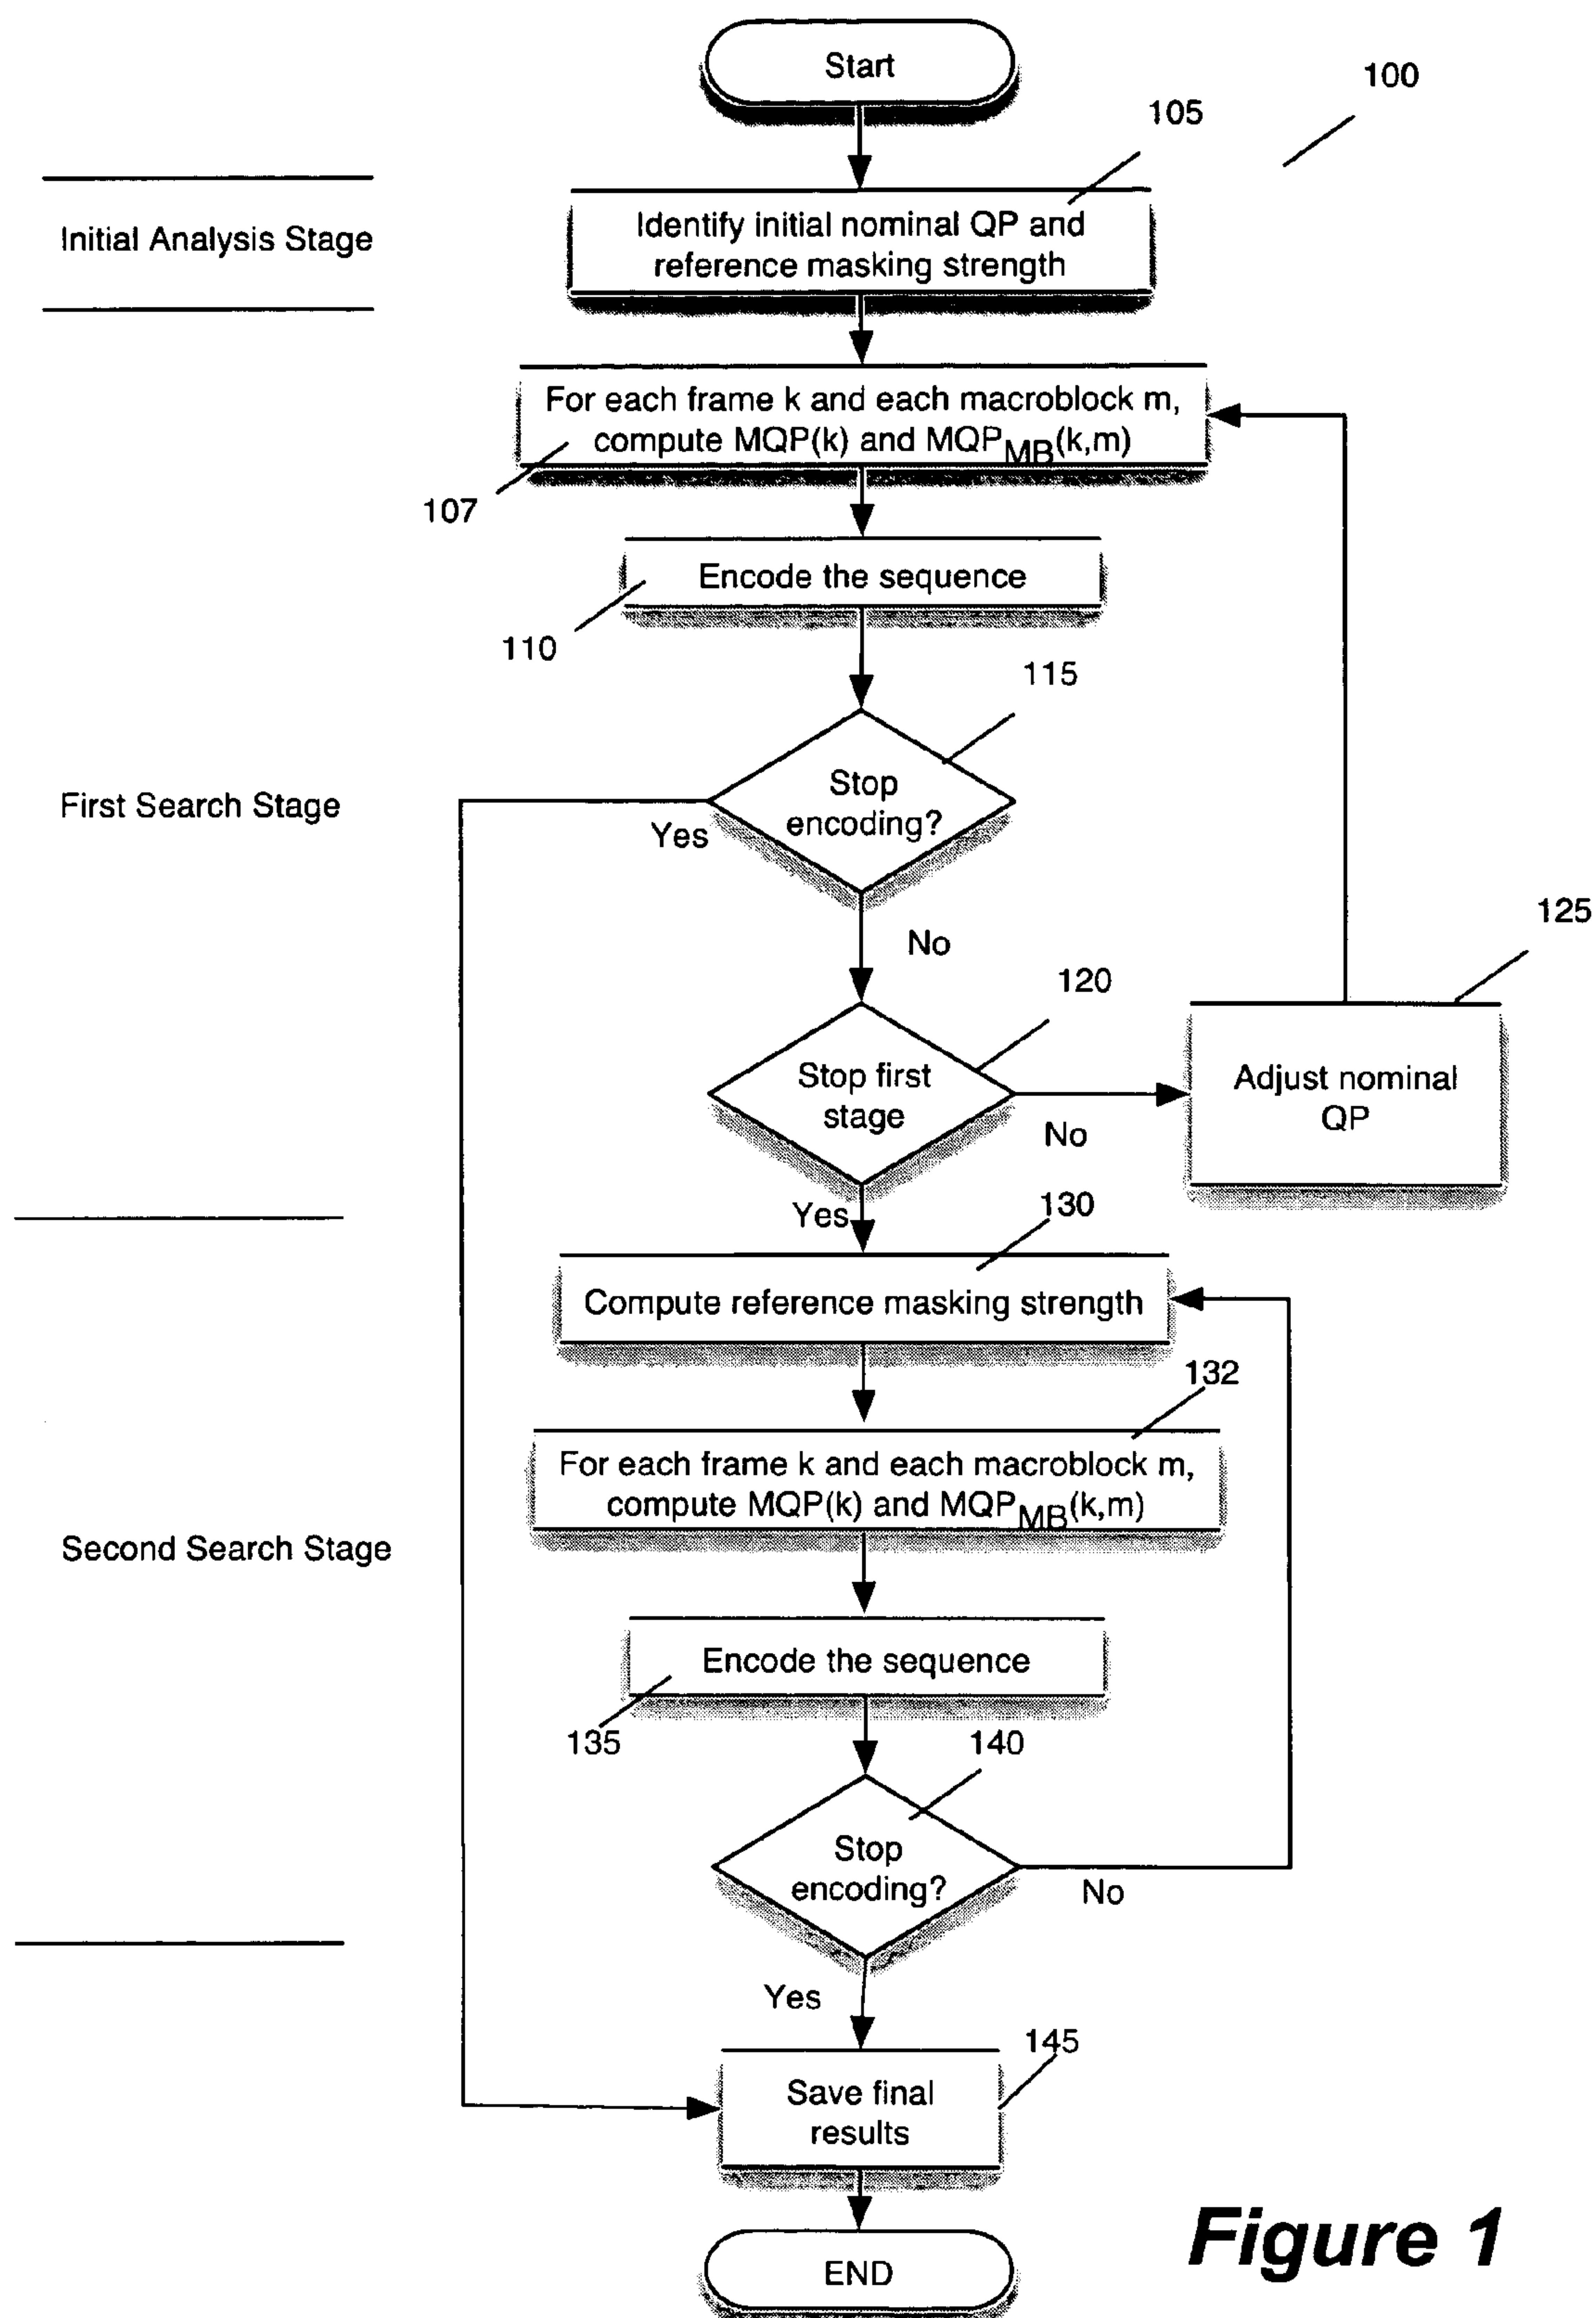 Start
100
105
Initial Analysis Stage
Identify initial nominal QP and
reference masking strength
For each frame k and each macroblock m,
compute MQP(k) and MQP_MB(k,m)
107
Encode the sequence
110
115
First Search Stage
Stop
encoding?
Yes
No
125
120
Stop first
stage
No
Adjust nominal
QP
Yes
130
Compute reference masking strength
132
For each frame k and each macroblock m,
compute MQP(k) and MQP_MB(k,m)
Second Search Stage
Encode the sequence
135
140
Stop
encoding?
No
Yes
145
Save final
results
END
Figure 1